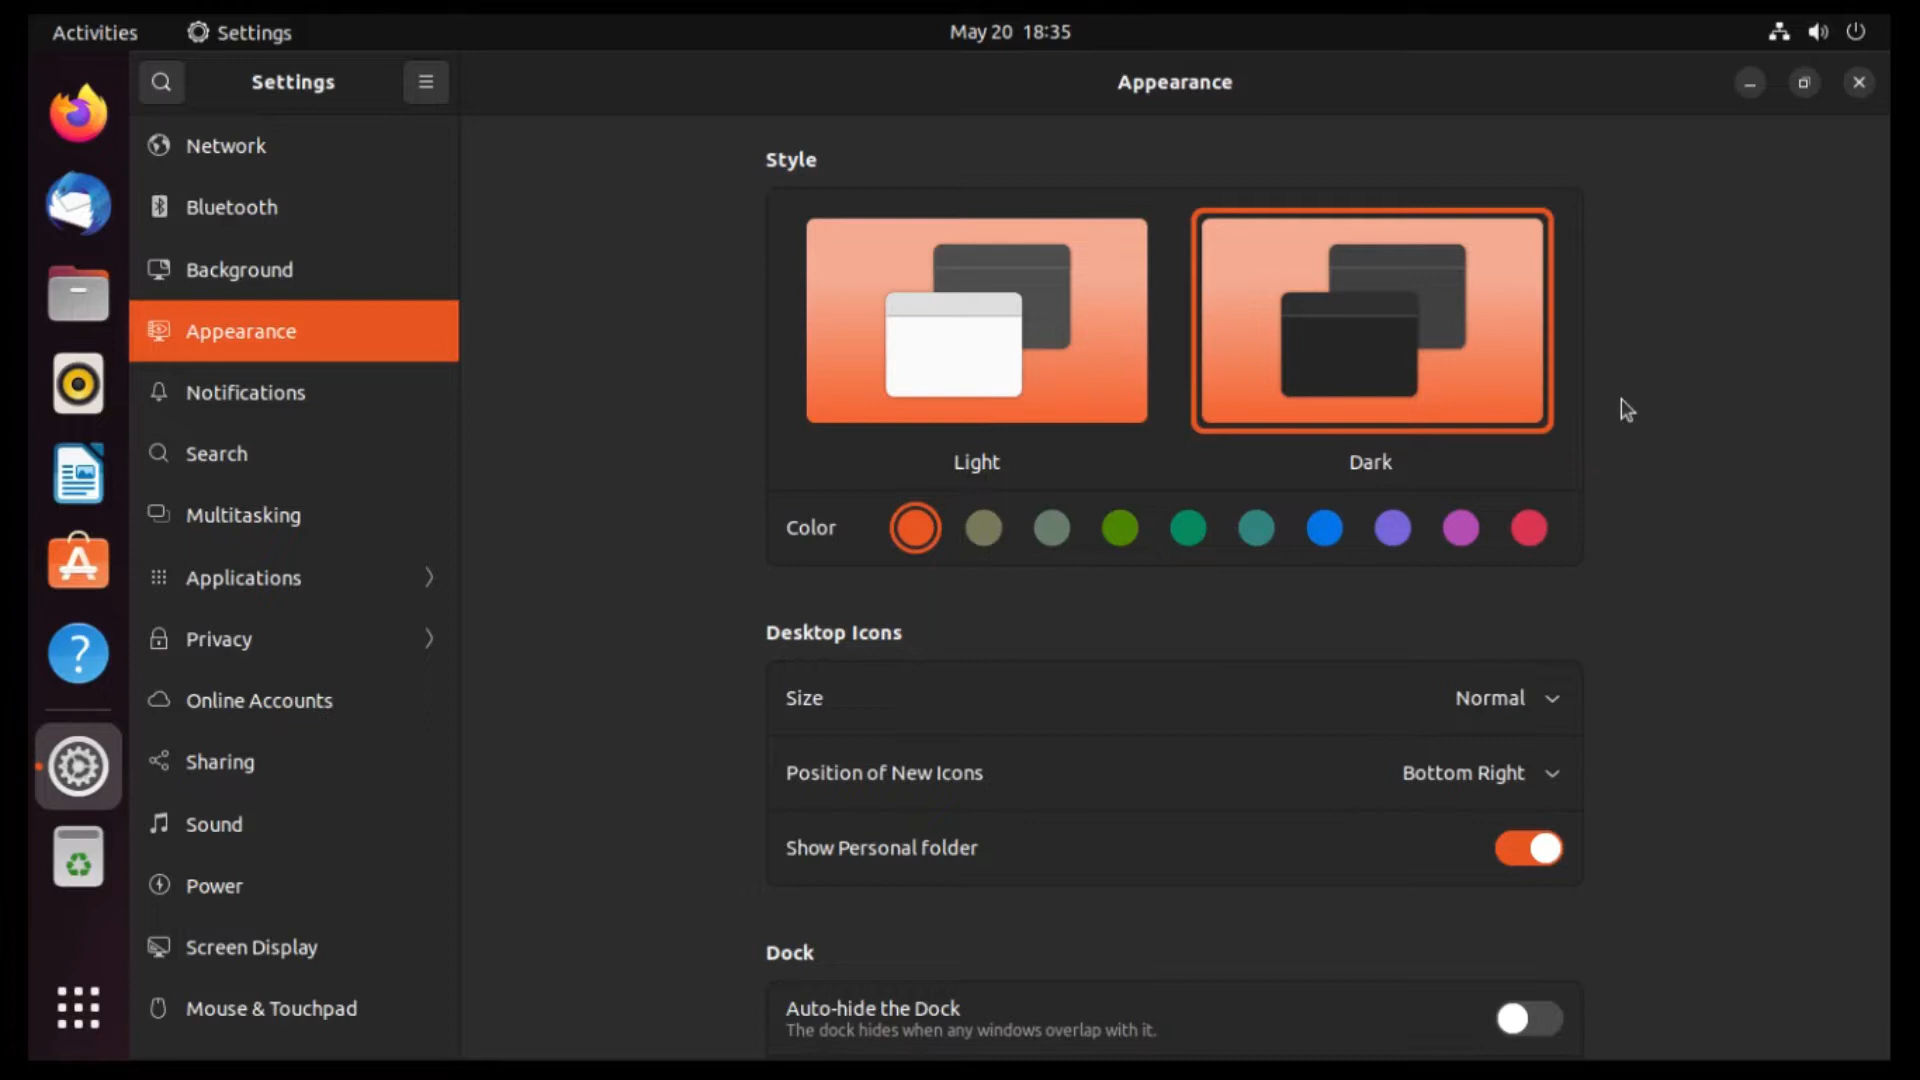 Activities
Settings
May 20 18:35
Settings
Appearance
Network
Bluetooth
Background
Appearance
Notifications
Search
Multitasking
Applications
Privacy
Online Accounts
Sharing
Sound
Power
Screen Display
Mouse & Touchpad
Style
Light
Dark
Color
Desktop Icons
Size
Normal
Position of New Icons
Bottom Right
Show Personal folder
Dock
Auto-hide the Dock
The dock hides when any windows overlap with it.